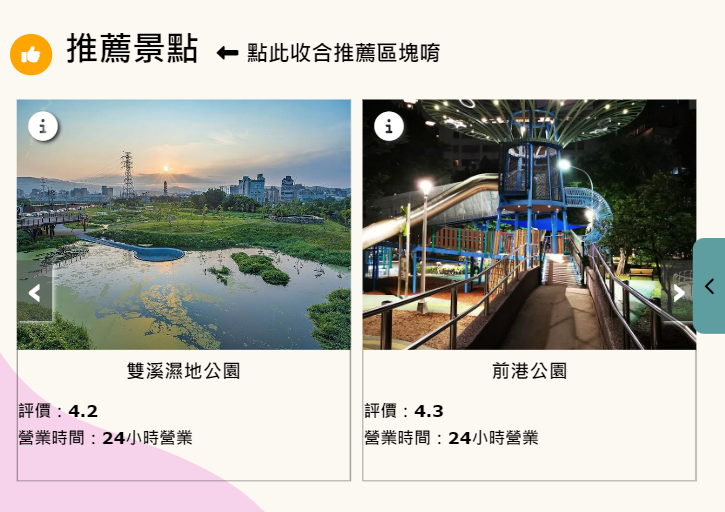 推薦景點
點此收合推薦區塊唷
雙溪濕地公園
評價：4.2
營業時間：24小時營業
前港公園
評價：4.3
營業時間：24小時營業